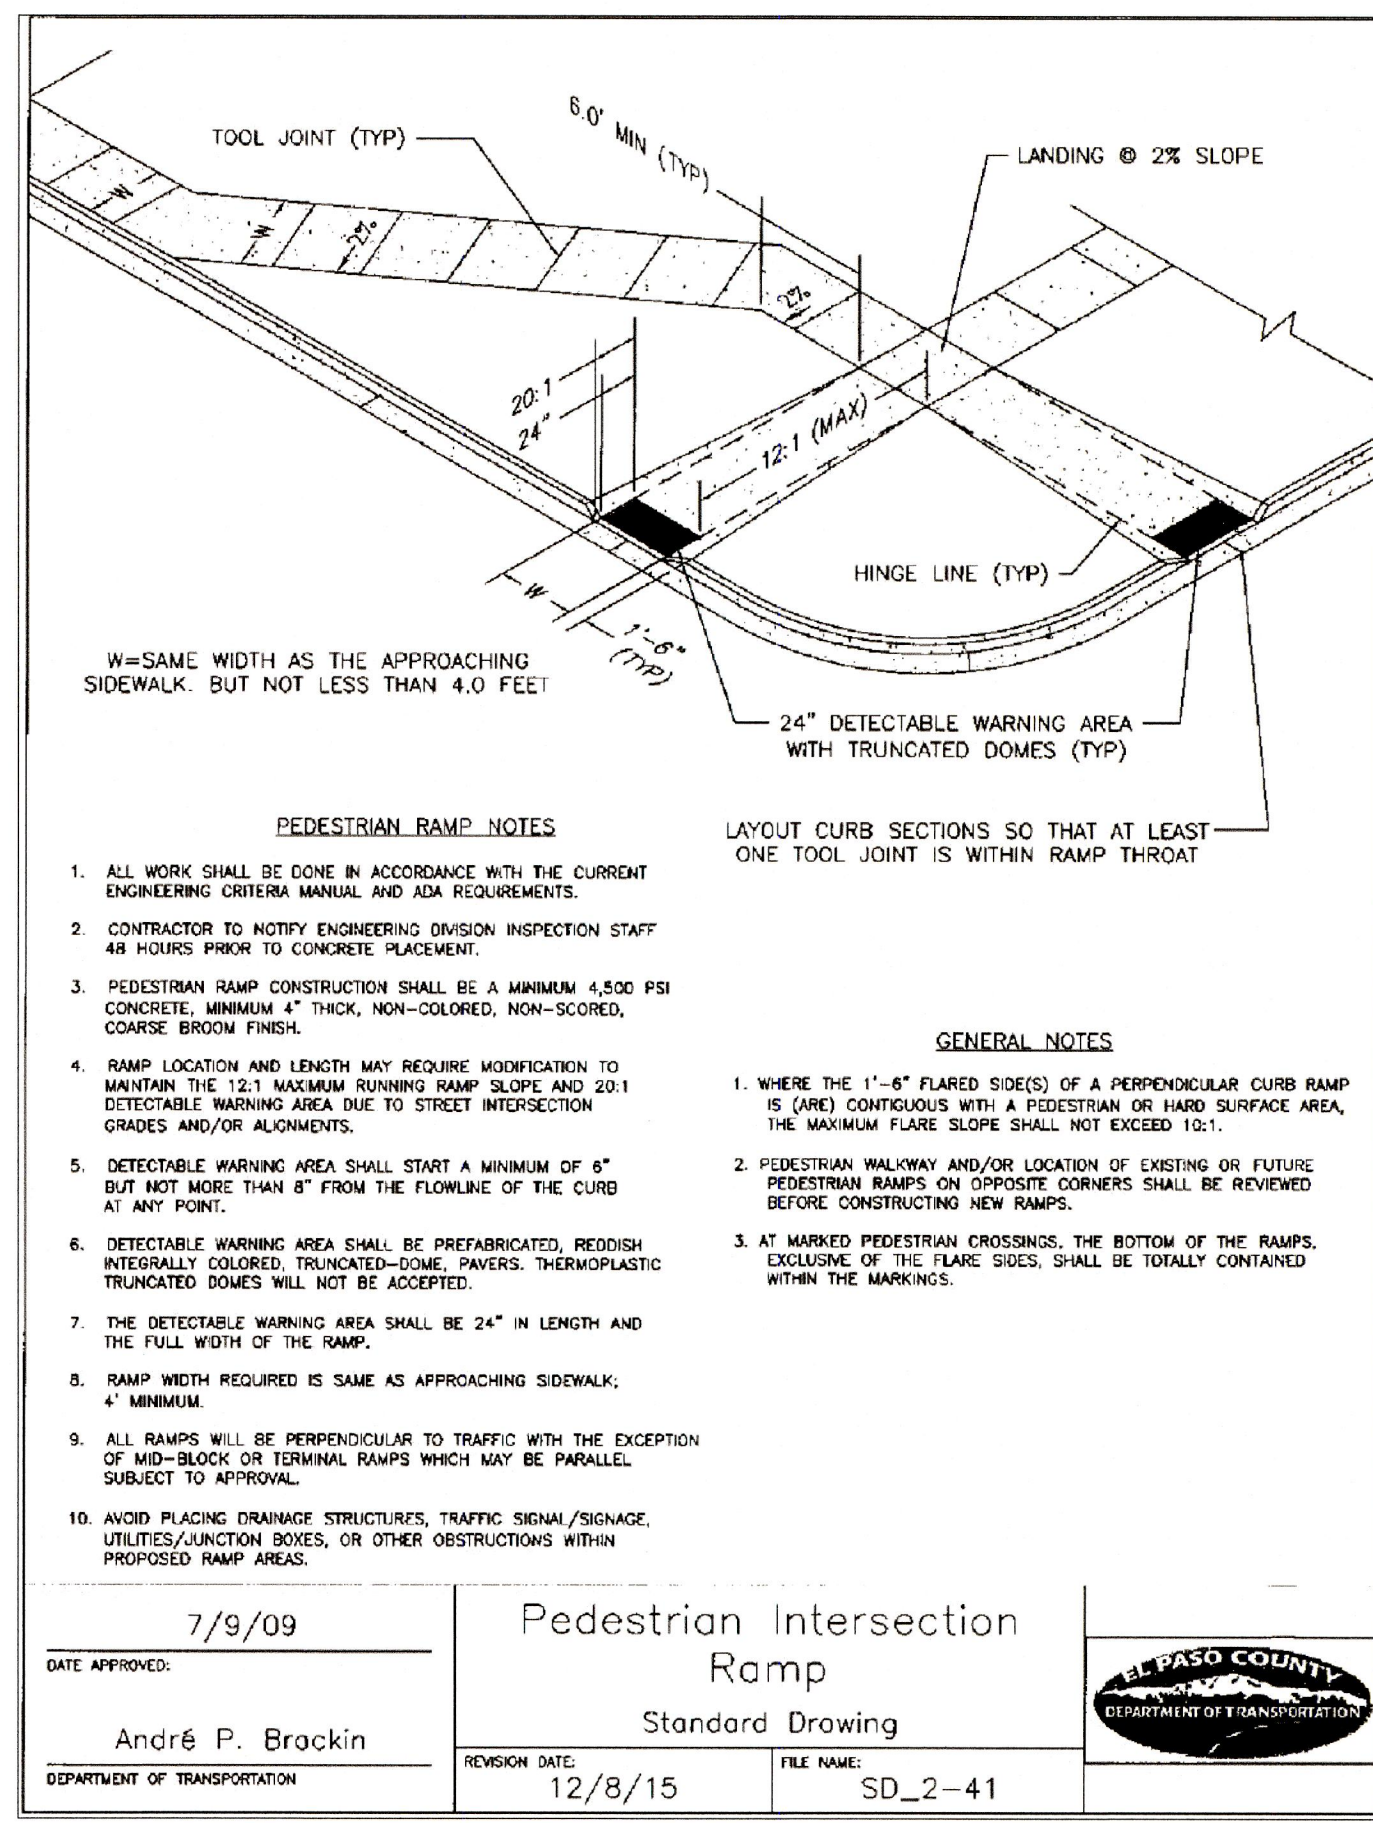 TOOL JOINT (TYP)
6.0' MIN (TYP)
LANDING @ 2% SLOPE
W
W
2%
2%
20:1
24"
12:1 (MAX)
HINGE LINE (TYP)
W
1'-6"
(TYP)
W=SAME WIDTH AS THE APPROACHING
SIDEWALK. BUT NOT LESS THAN 4.0 FEET
24" DETECTABLE WARNING AREA
WITH TRUNCATED DOMES (TYP)
LAYOUT CURB SECTIONS SO THAT AT LEAST
ONE TOOL JOINT IS WITHIN RAMP THROAT
PEDESTRIAN RAMP NOTES
1. ALL WORK SHALL BE DONE IN ACCORDANCE WITH THE CURRENT
ENGINEERING CRITERIA MANUAL AND ADA REQUIREMENTS.
2. CONTRACTOR TO NOTIFY ENGINEERING DIVISION INSPECTION STAFF
48 HOURS PRIOR TO CONCRETE PLACEMENT.
3. PEDESTRIAN RAMP CONSTRUCTION SHALL BE A MINIMUM 4,500 PSI
CONCRETE, MINIMUM 4" THICK, NON-COLORED, NON-SCORED,
COARSE BROOM FINISH.
4. RAMP LOCATION AND LENGTH MAY REQUIRE MODIFICATION TO
MAINTAIN THE 12:1 MAXIMUM RUNNING RAMP SLOPE AND 20:1
DETECTABLE WARNING AREA DUE TO STREET INTERSECTION
GRADES AND/OR ALIGNMENTS.
5. DETECTABLE WARNING AREA SHALL START A MINIMUM OF 6"
BUT NOT MORE THAN 8" FROM THE FLOWLINE OF THE CURB
AT ANY POINT.
6. DETECTABLE WARNING AREA SHALL BE PREFABRICATED, REDDISH
INTEGRALLY COLORED, TRUNCATED-DOME, PAVERS. THERMOPLASTIC
TRUNCATED DOMES WILL NOT BE ACCEPTED.
7. THE DETECTABLE WARNING AREA SHALL BE 24" IN LENGTH AND
THE FULL WIDTH OF THE RAMP.
8. RAMP WIDTH REQUIRED IS SAME AS APPROACHING SIDEWALK;
4' MINIMUM.
9. ALL RAMPS WILL BE PERPENDICULAR TO TRAFFIC WITH THE EXCEPTION
OF MID-BLOCK OR TERMINAL RAMPS WHICH MAY BE PARALLEL
SUBJECT TO APPROVAL.
10. AVOID PLACING DRAINAGE STRUCTURES, TRAFFIC SIGNAL/SIGNAGE,
UTILITIES/JUNCTION BOXES, OR OTHER OBSTRUCTIONS WITHIN
PROPOSED RAMP AREAS.
GENERAL NOTES
1. WHERE THE 1'-6" FLARED SIDE(S) OF A PERPENDICULAR CURB RAMP
IS (ARE) CONTIGUOUS WITH A PEDESTRIAN OR HARD SURFACE AREA,
THE MAXIMUM FLARE SLOPE SHALL NOT EXCEED 10:1.
2. PEDESTRIAN WALKWAY AND/OR LOCATION OF EXISTING OR FUTURE
PEDESTRIAN RAMPS ON OPPOSITE CORNERS SHALL BE REVIEWED
BEFORE CONSTRUCTING NEW RAMPS.
3. AT MARKED PEDESTRIAN CROSSINGS, THE BOTTOM OF THE RAMPS,
EXCLUSIVE OF THE FLARE SIDES, SHALL BE TOTALLY CONTAINED
WITHIN THE MARKINGS.
7/9/09
DATE APPROVED:
André P. Brackin
DEPARTMENT OF TRANSPORTATION
Pedestrian Intersection
Ramp
Standard Drawing
REVISION DATE:
12/8/15
FILE NAME:
SD_2-41
EL PASO COUNTY
DEPARTMENT OF TRANSPORTATION